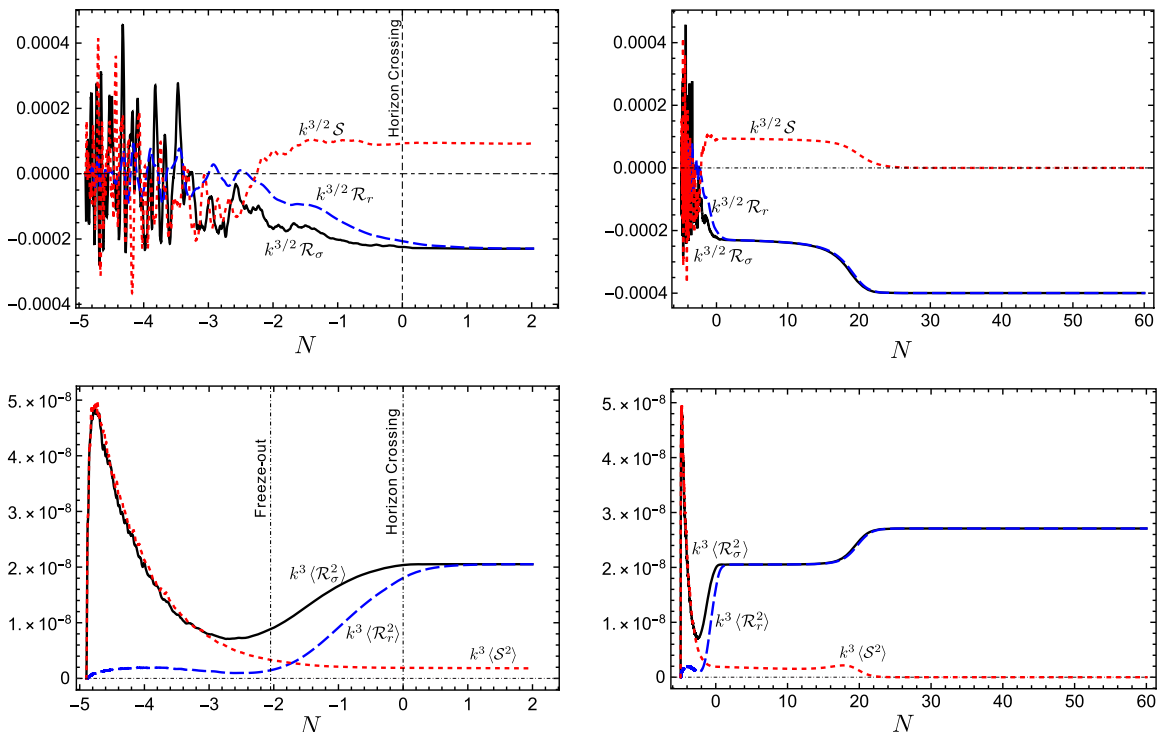 0.0004
0.0002
0.0000
−0.0002
−0.0004
−5
−4
−3
−2
−1
0
1
2
N
k^{3/2} S
k^{3/2} R_r
k^{3/2} R_σ
Horizon Crossing
0.0004
0.0002
0.0000
−0.0002
−0.0004
0
10
20
30
40
50
60
N
k^{3/2} S
k^{3/2} R_r
k^{3/2} R_σ
5. × 10^{-8}
4. × 10^{-8}
3. × 10^{-8}
2. × 10^{-8}
1. × 10^{-8}
0
−5
−4
−3
−2
−1
0
1
2
N
Freeze-out
Horizon Crossing
k^3 ⟨R_σ^2⟩
k^3 ⟨R_r^2⟩
k^3 ⟨S^2⟩
5. × 10^{-8}
4. × 10^{-8}
3. × 10^{-8}
2. × 10^{-8}
1. × 10^{-8}
0
0
10
20
30
40
50
60
N
k^3 ⟨R_σ^2⟩
k^3 ⟨R_r^2⟩
k^3 ⟨S^2⟩